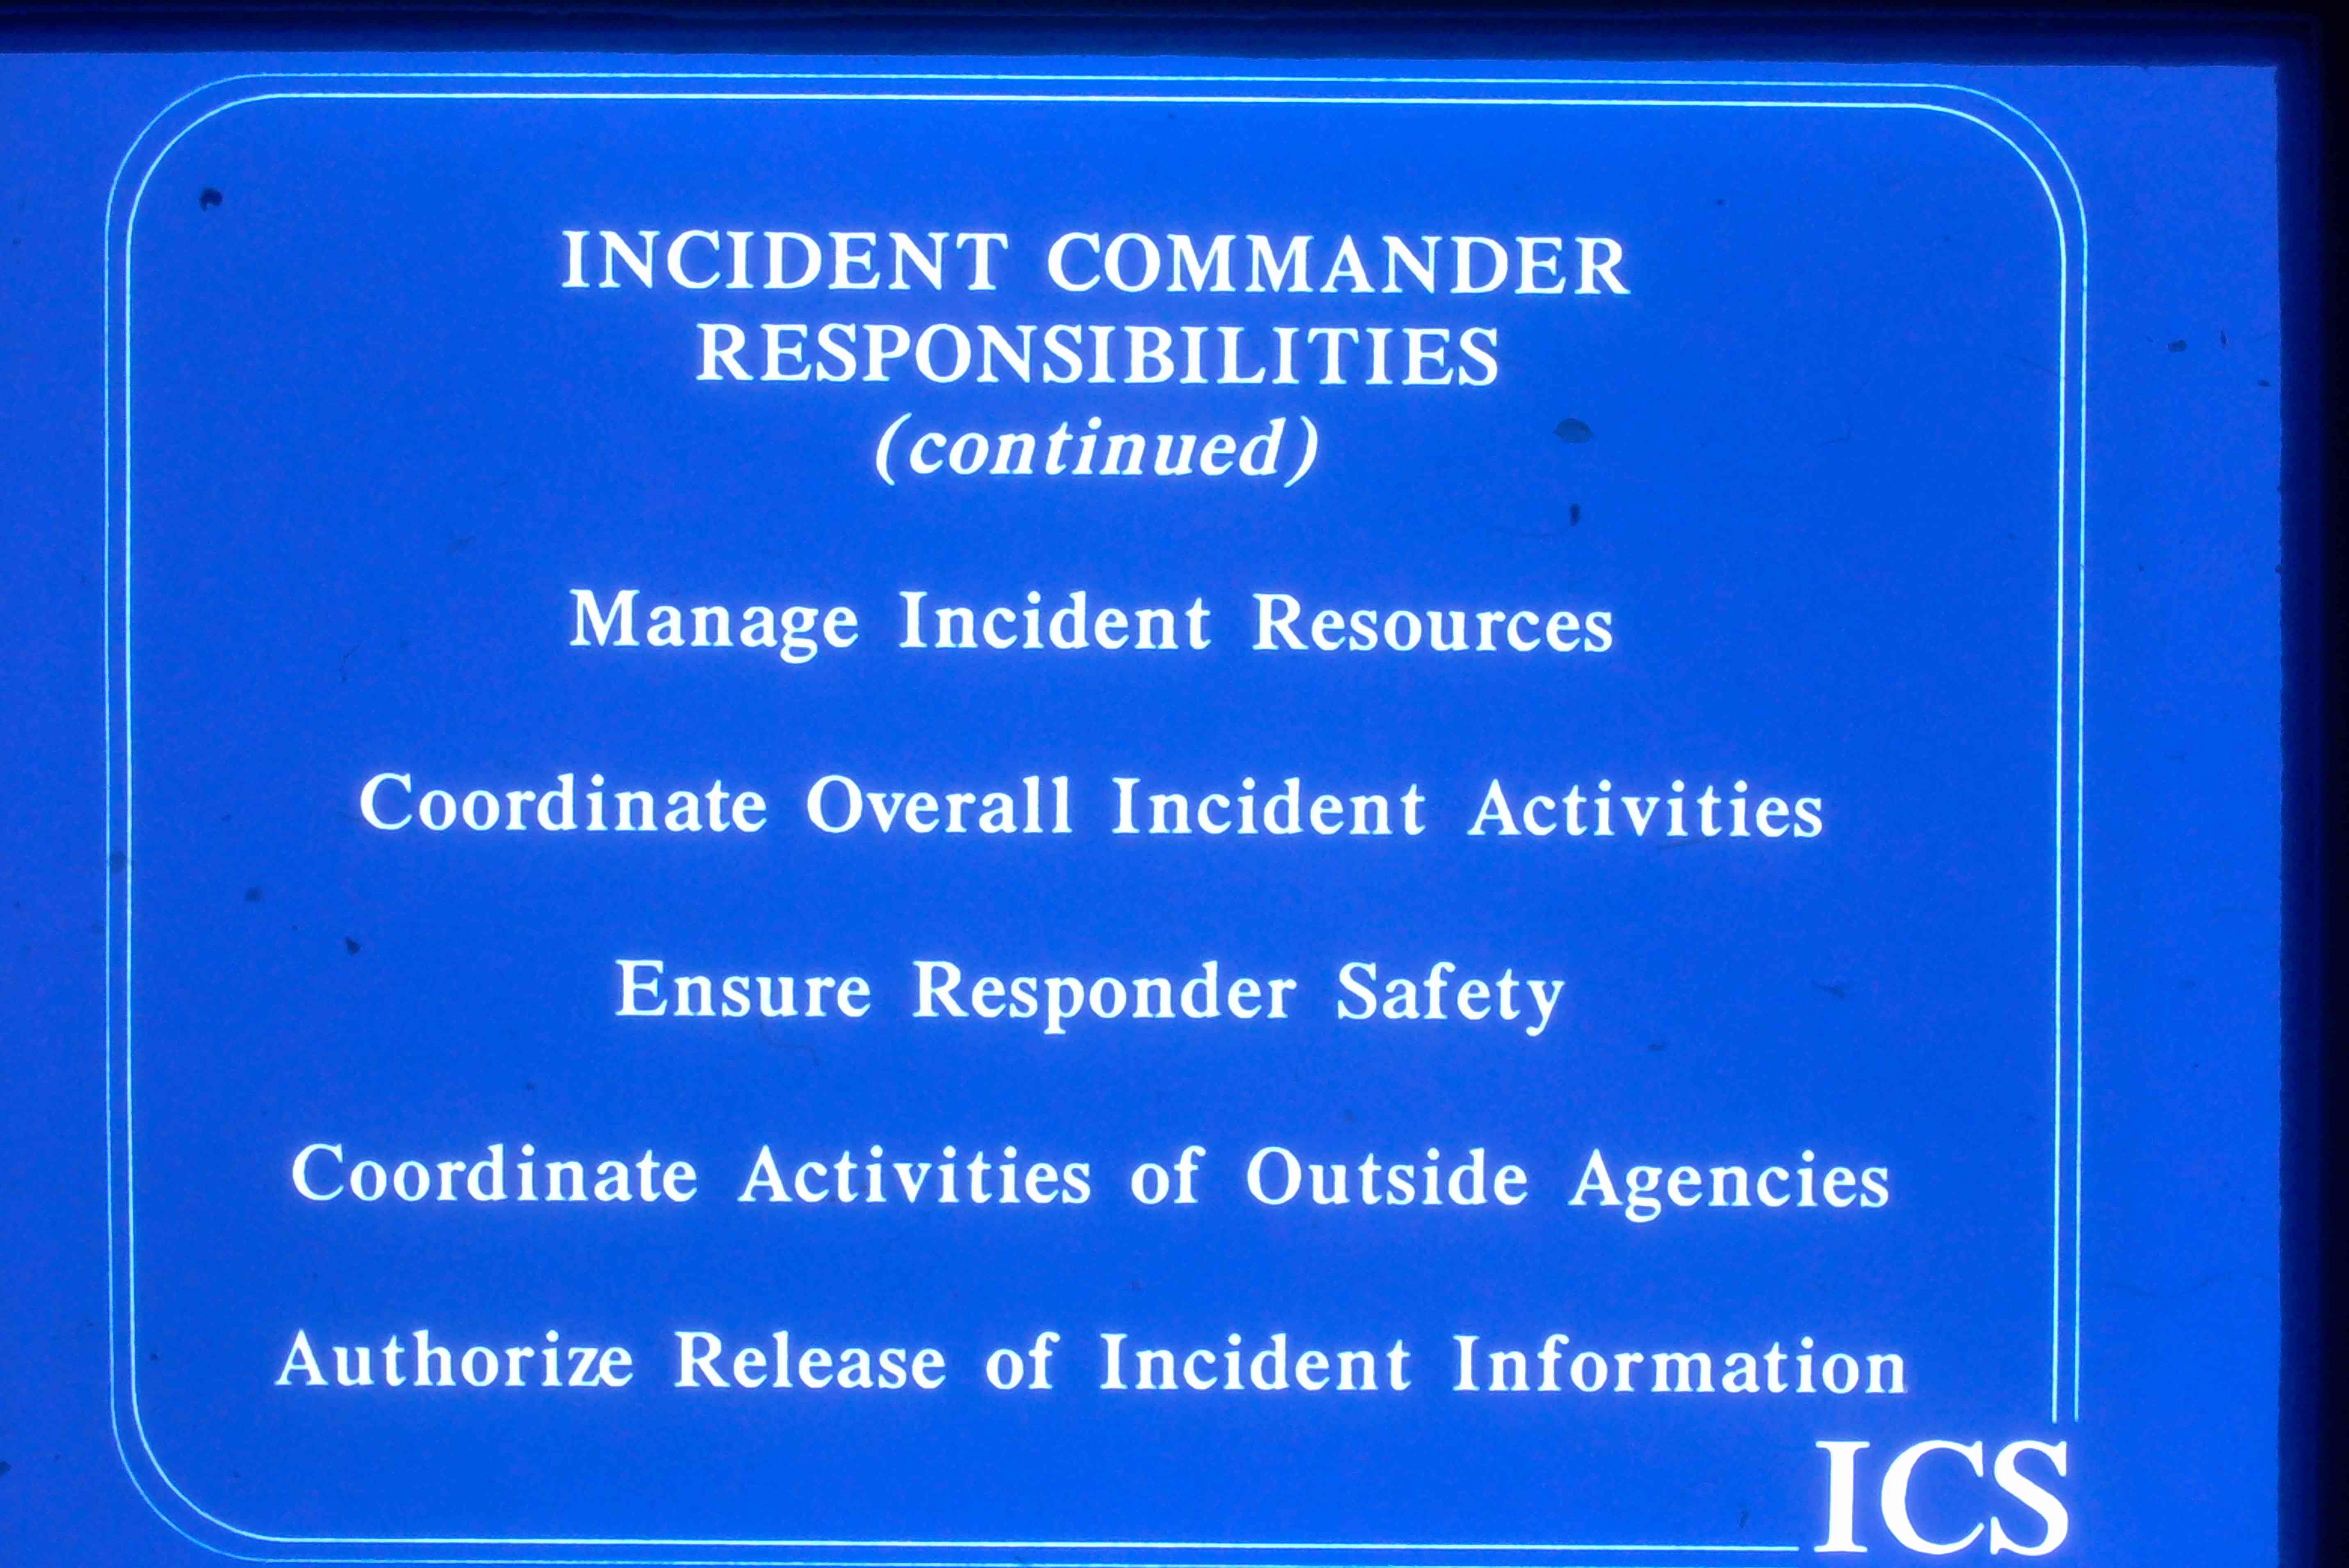 INCIDENT COMMANDER
RESPONSIBILITIES
(continued)
Manage Incident Resources
Coordinate Overall Incident Activities
Ensure Responder Safety
Coordinate Activities of Outside Agencies
Authorize Release of Incident Information
ICS